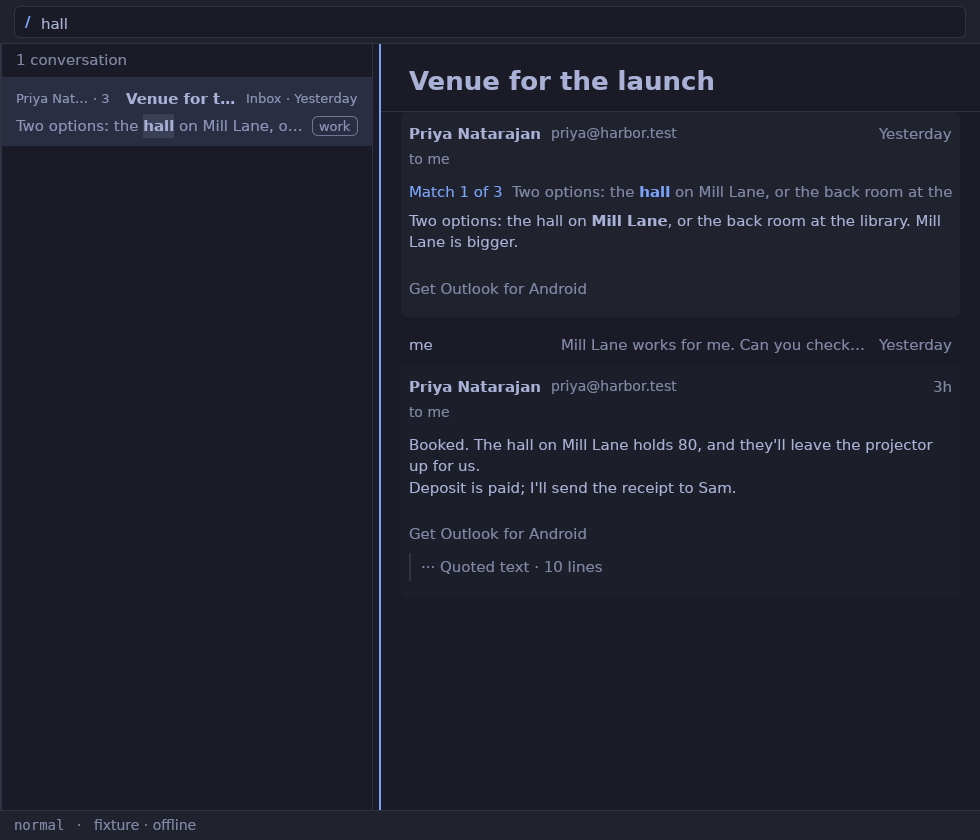 / hall
1 conversation
Priya Nat… · 3 Venue for t… Inbox · Yesterday
Two options: the hall on Mill Lane, o… work
Venue for the launch
Priya Natarajan priya@harbor.test Yesterday
to me
Match 1 of 3 Two options: the hall on Mill Lane, or the back room at the
Two options: the hall on Mill Lane, or the back room at the library. Mill
Lane is bigger.
Get Outlook for Android
me Mill Lane works for me. Can you check… Yesterday
Priya Natarajan priya@harbor.test 3h
to me
Booked. The hall on Mill Lane holds 80, and they'll leave the projector
up for us.
Deposit is paid; I'll send the receipt to Sam.
Get Outlook for Android
··· Quoted text · 10 lines
normal · fixture · offline